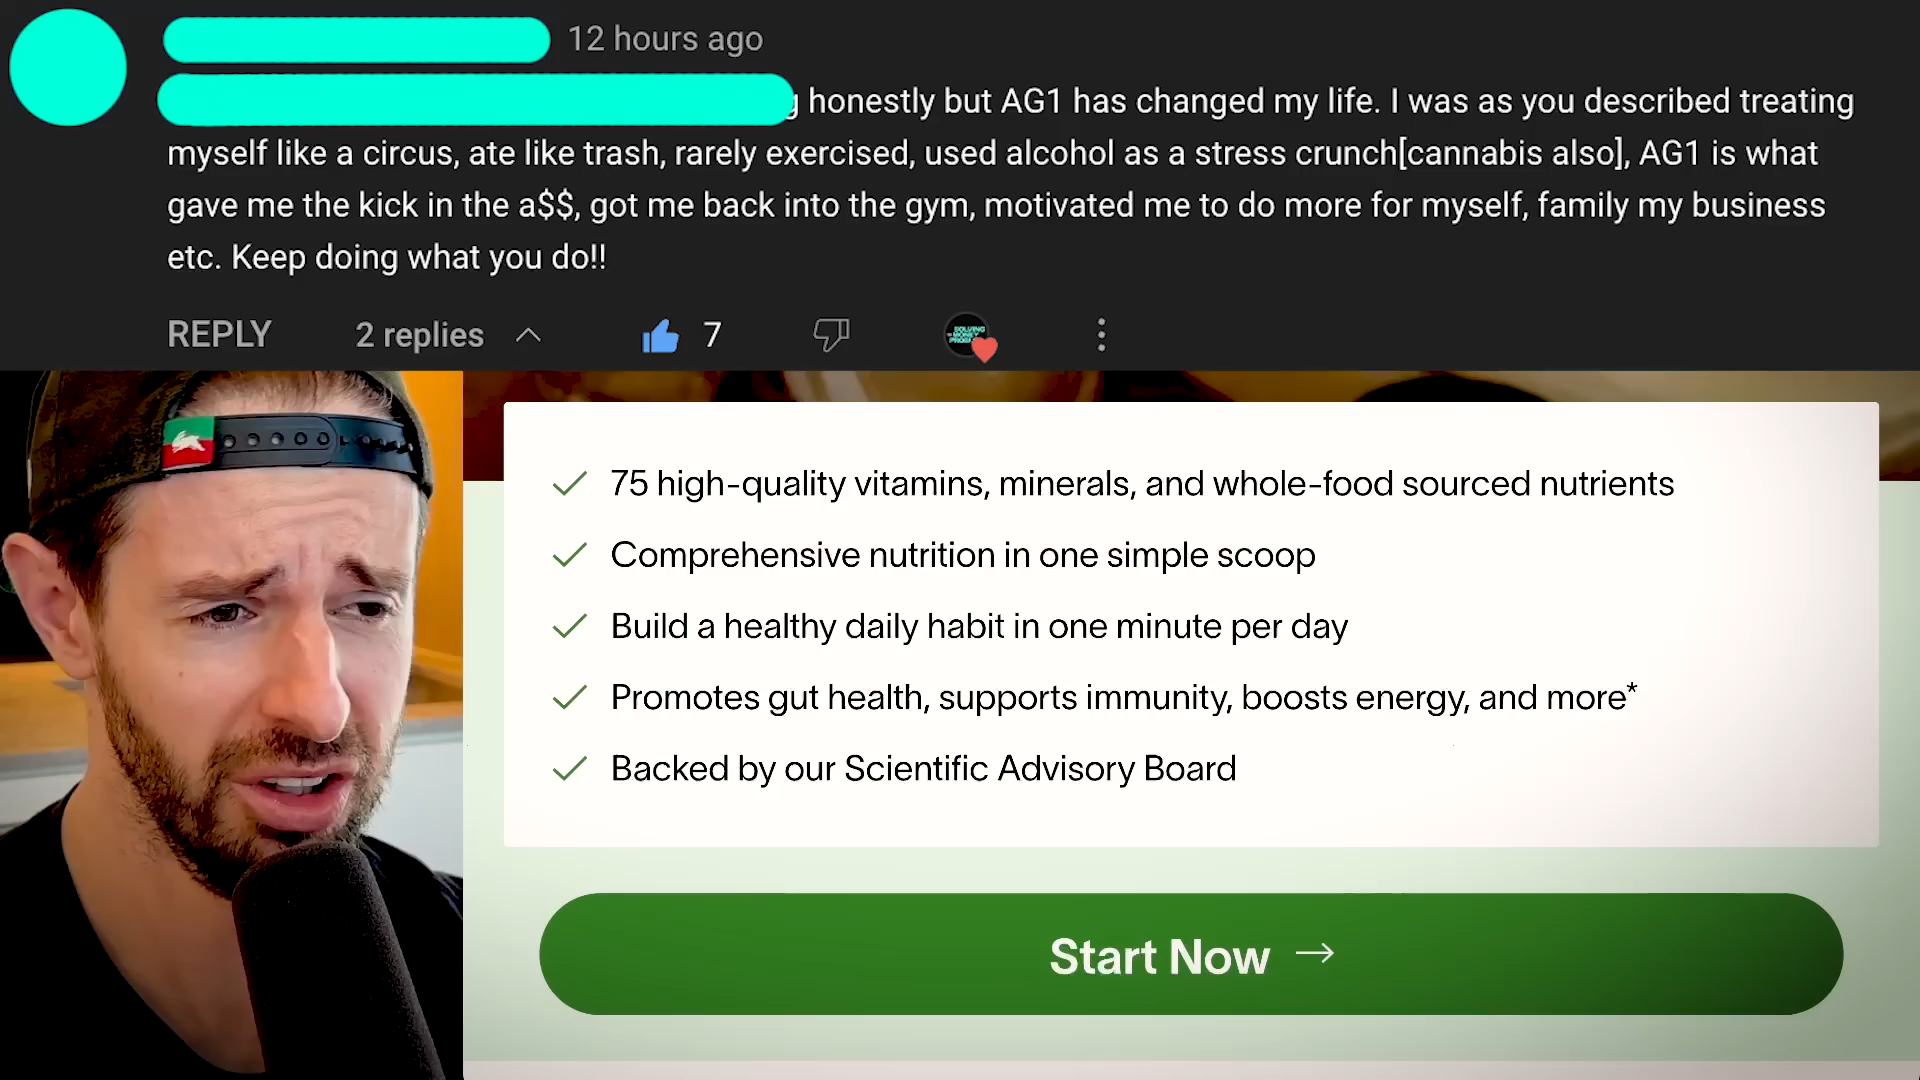 12 hours ago
honestly but AG1 has changed my life. I was as you described treating
myself like a circus, ate like trash, rarely exercised, used alcohol as a stress crunch[cannabis also], AG1 is what
gave me the kick in the a$$, got me back into the gym, motivated me to do more for myself, family my business
etc. Keep doing what you do!!
REPLY 2 replies 7
SOLVING
MONEY
75 high-quality vitamins, minerals, and whole-food sourced nutrients
Comprehensive nutrition in one simple scoop
Build a healthy daily habit in one minute per day
Promotes gut health, supports immunity, boosts energy, and more*
Backed by our Scientific Advisory Board
Start Now →